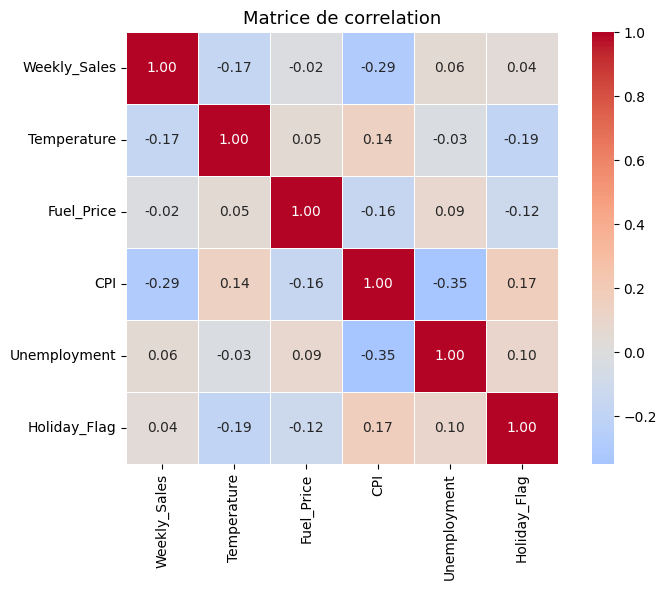 Matrice de correlation
Weekly_Sales 1.00 -0.17 -0.02 -0.29 0.06 0.04
Temperature -0.17 1.00 0.05 0.14 -0.03 -0.19
Fuel_Price -0.02 0.05 1.00 -0.16 0.09 -0.12
CPI -0.29 0.14 -0.16 1.00 -0.35 0.17
Unemployment 0.06 -0.03 0.09 -0.35 1.00 0.10
Holiday_Flag 0.04 -0.19 -0.12 0.17 0.10 1.00
Weekly_Sales
Temperature
Fuel_Price
CPI
Unemployment
Holiday_Flag
1.0
0.8
0.6
0.4
0.2
0.0
−0.2